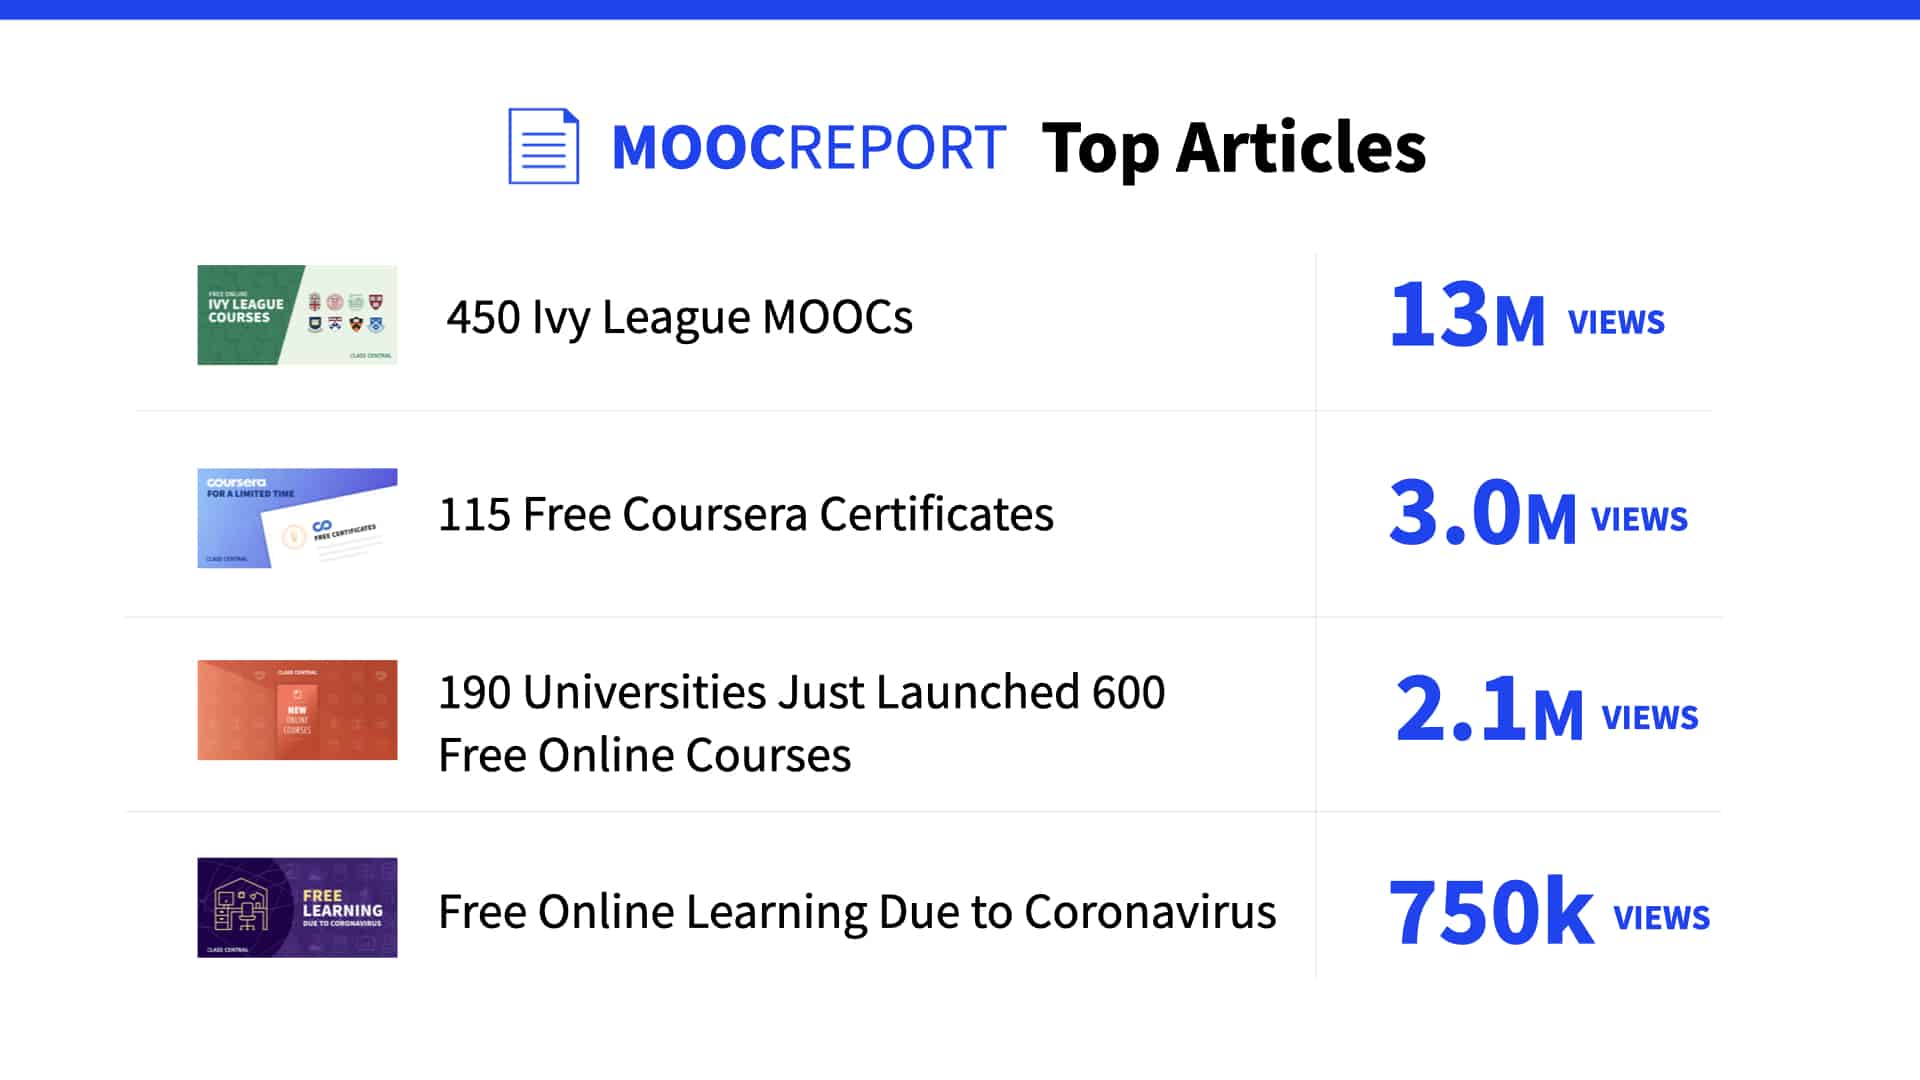 MOOCREPORT Top Articles
FREE ONLINE
IVY LEAGUE
COURSES
CLASS CENTRAL
450 Ivy League MOOCs
13M VIEWS
coursera
FOR A LIMITED TIME
FREE CERTIFICATES
CLASS CENTRAL
115 Free Coursera Certificates
3.0M VIEWS
CLASS CENTRAL
NEW
ONLINE
COURSES
190 Universities Just Launched 600
Free Online Courses
2.1M VIEWS
FREE
LEARNING
DUE TO CORONAVIRUS
CLASS CENTRAL
Free Online Learning Due to Coronavirus
750k VIEWS